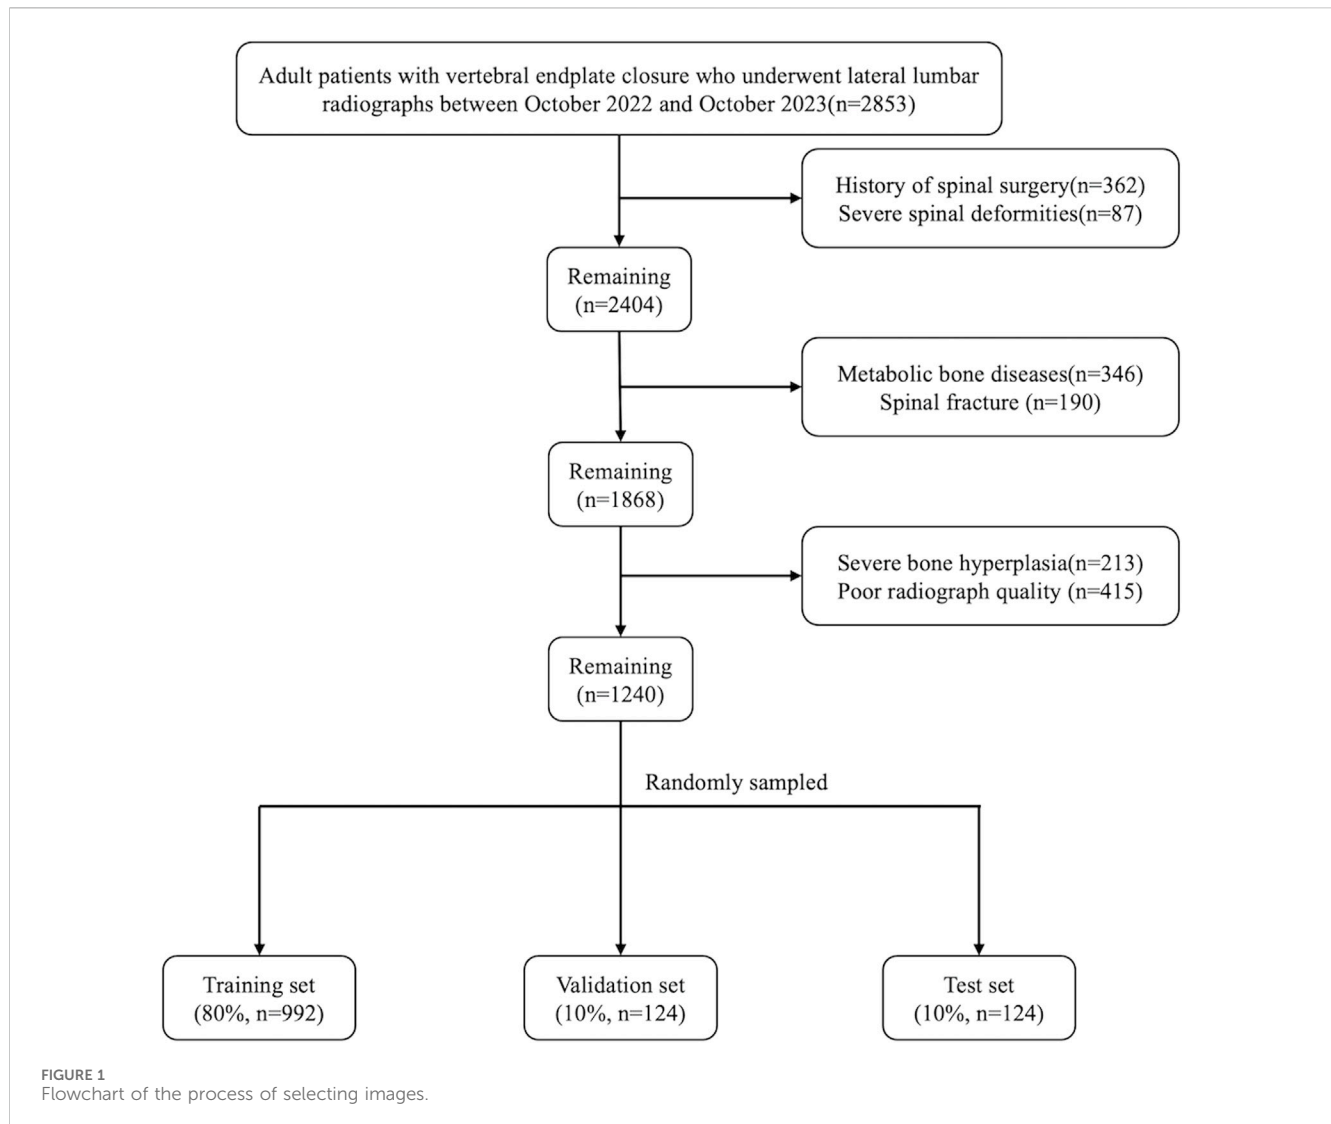 Adult patients with vertebral endplate closure who underwent lateral lumbar
radiographs between October 2022 and October 2023(n=2853)
History of spinal surgery(n=362)
Severe spinal deformities(n=87)
Remaining
(n=2404)
Metabolic bone diseases(n=346)
Spinal fracture (n=190)
Remaining
(n=1868)
Severe bone hyperplasia(n=213)
Poor radiograph quality (n=415)
Remaining
(n=1240)
Randomly sampled
Training set
(80%, n=992)
Validation set
(10%, n=124)
Test set
(10%, n=124)
FIGURE 1
Flowchart of the process of selecting images.